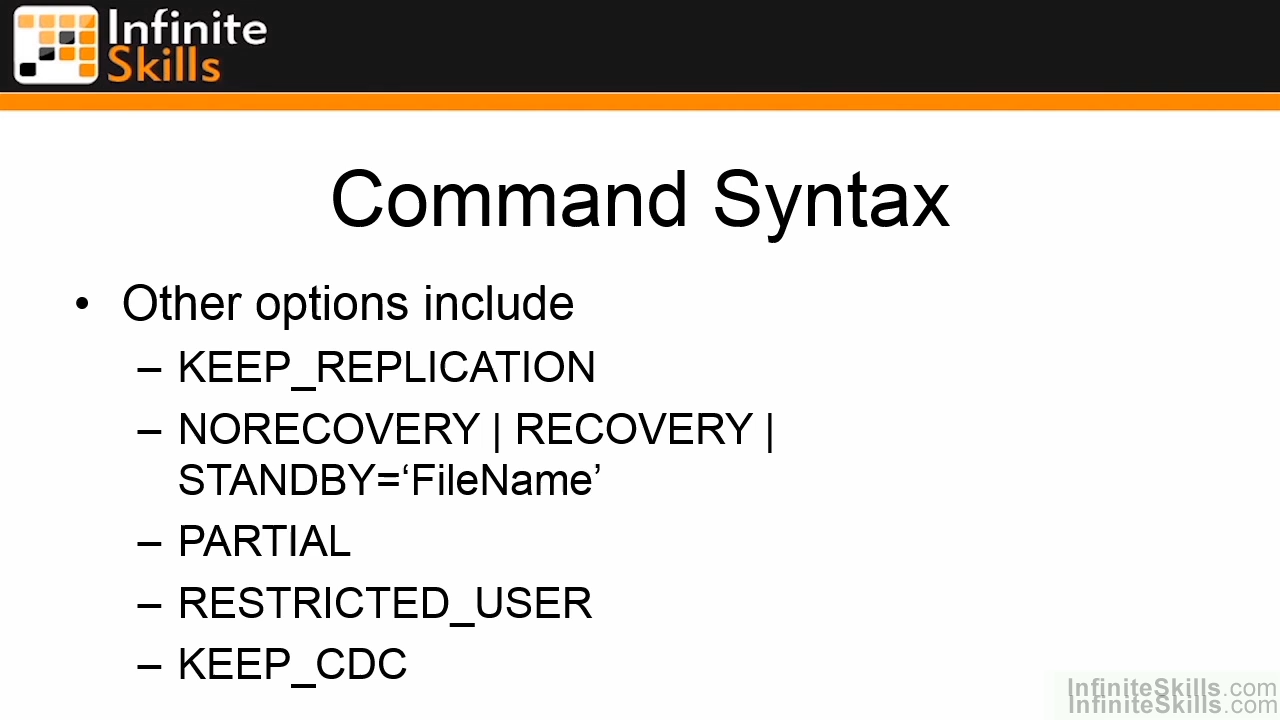 Infinite
Skills
Command Syntax
• Other options include
– KEEP_REPLICATION
– NORECOVERY | RECOVERY |
STANDBY=‘FileName’
– PARTIAL
– RESTRICTED_USER
– KEEP_CDC
InfiniteSkills.com
InfiniteSkills.com